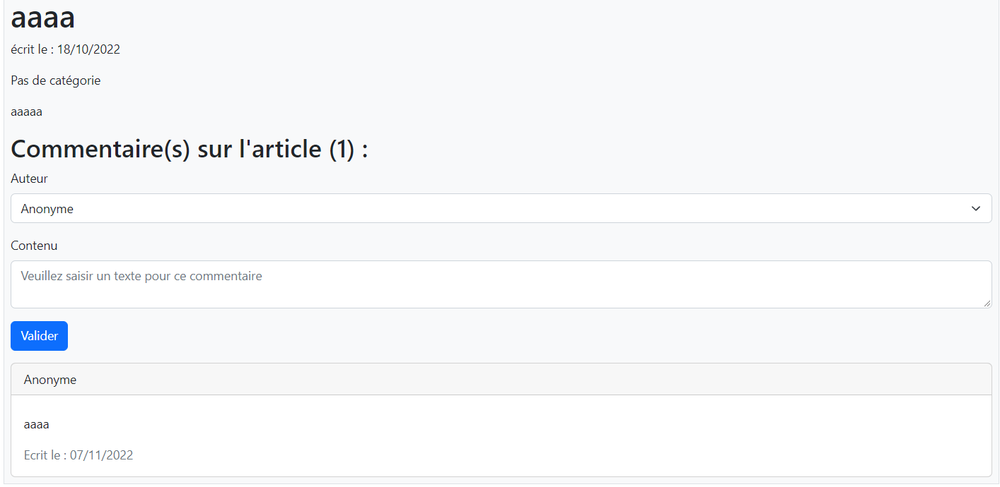 aaaa
écrit le : 18/10/2022
Pas de catégorie
aaaaa
Commentaire(s) sur l'article (1) :
Auteur
Anonyme
Contenu
Veuillez saisir un texte pour ce commentaire
Valider
Anonyme
aaaa
Ecrit le : 07/11/2022